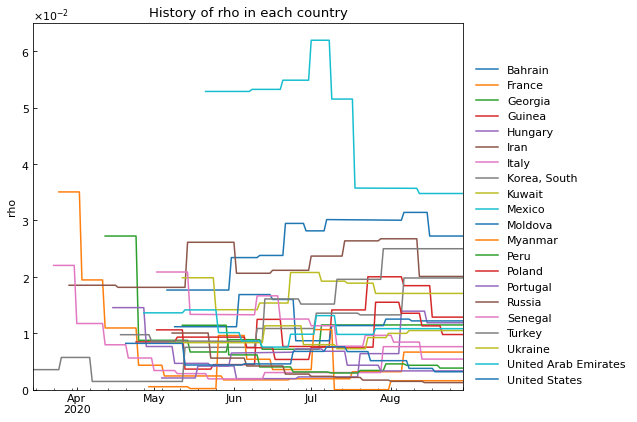 History of rho in each country
×10⁻²
6
5
4
3
2
1
0
rho
Apr
2020
May
Jun
Jul
Aug
Bahrain
France
Georgia
Guinea
Hungary
Iran
Italy
Korea, South
Kuwait
Mexico
Moldova
Myanmar
Peru
Poland
Portugal
Russia
Senegal
Turkey
Ukraine
United Arab Emirates
United States